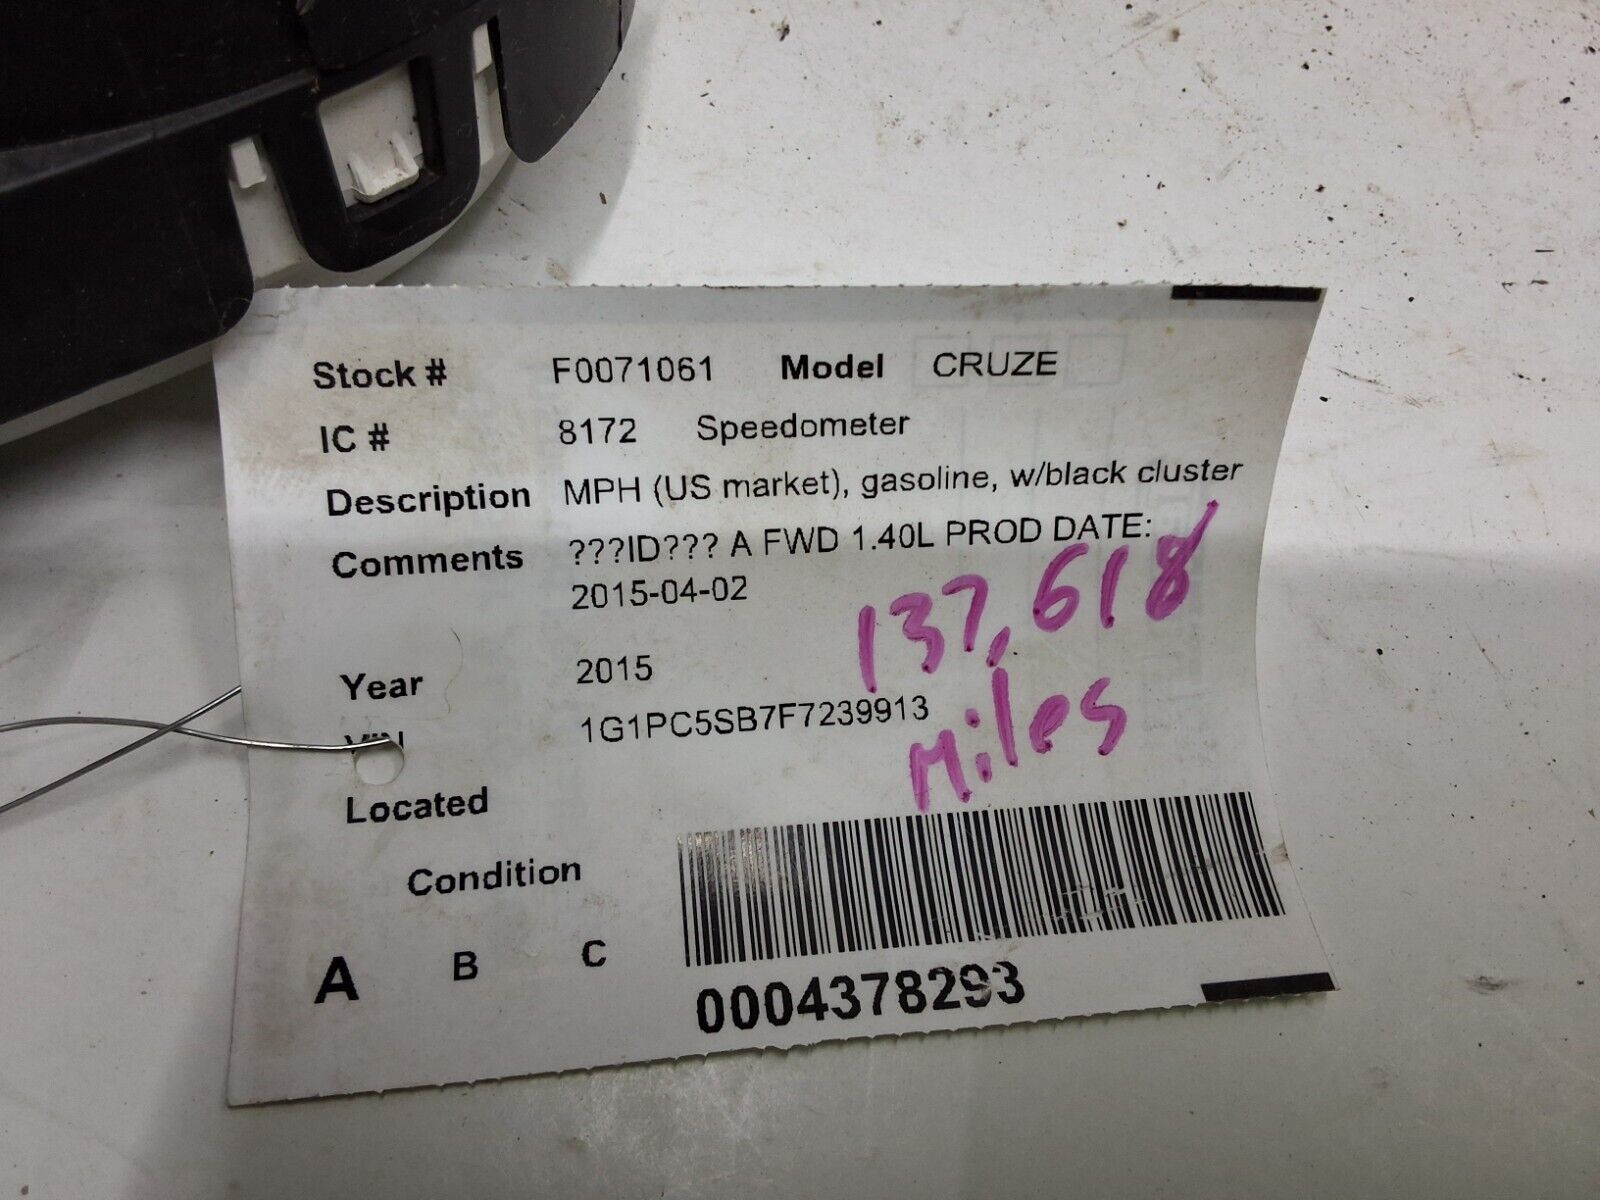 Stock # F0071061 Model CRUZE
IC # 8172 Speedometer
Description MPH (US market), gasoline, w/black cluster
Comments ???ID??? A FWD 1.40L PROD DATE:
2015-04-02
137,618
Year 2015
Miles
VIN 1G1PC5SB7F7239913
Located
Condition
A B C
0004378293